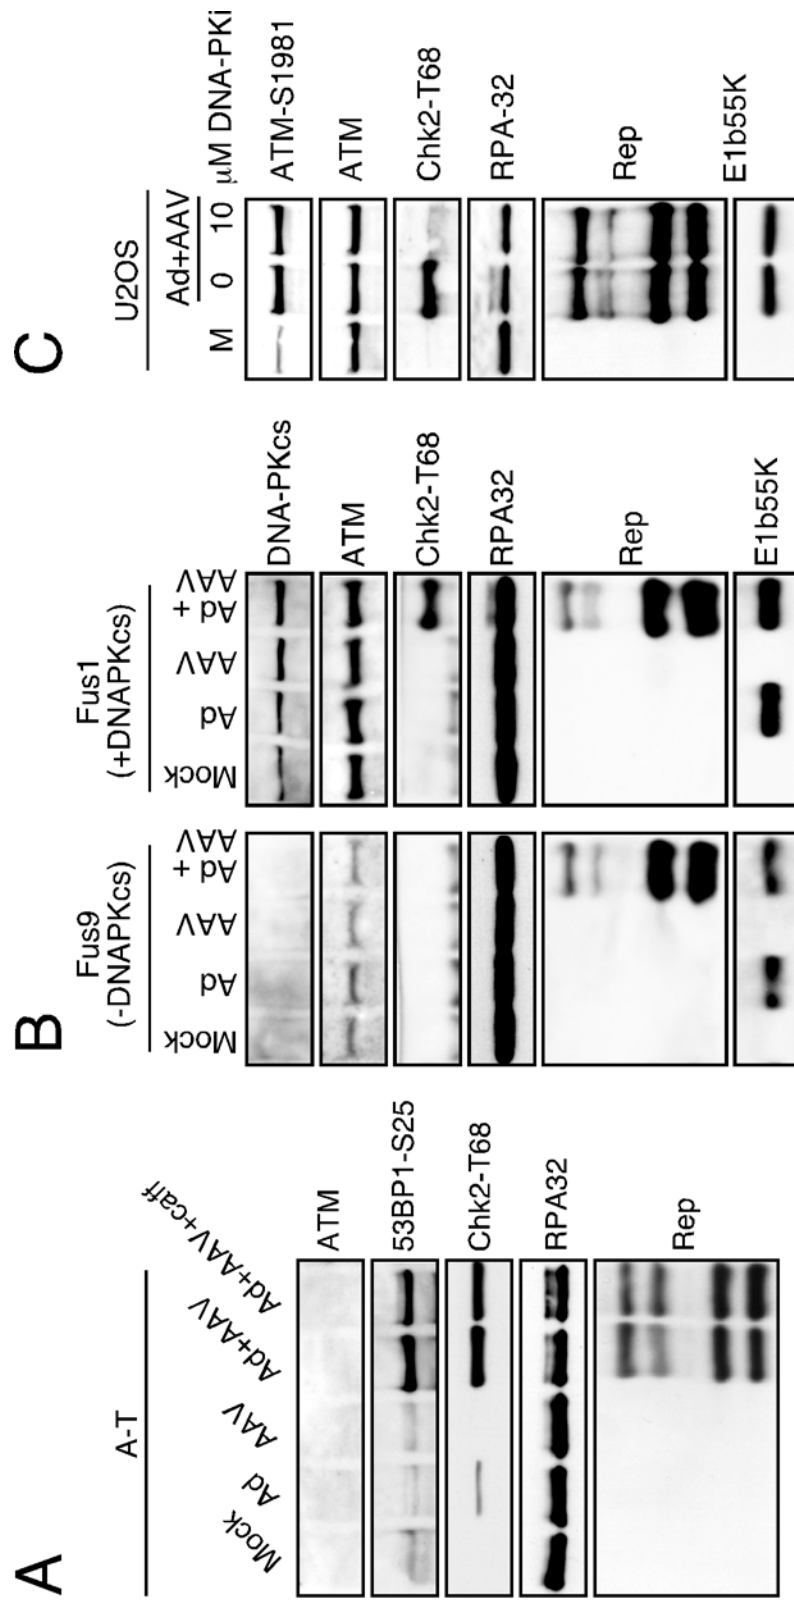 A
A-T
Mock
Ad
AAV
Ad+AAV
Ad+AAV+caff
ATM
53BP1-S25
Chk2-T68
RPA32
Rep
B
Fus9
(-DNAPKcs)
Fus1
(+DNAPKcs)
Mock
Ad
AAV
Ad +
AAV
Mock
Ad
AAV
Ad +
AAV
DNA-PKcs
ATM
Chk2-T68
RPA32
Rep
E1b55K
C
U2OS
Ad+AAV
M 0 10 μM DNA-PKi
ATM-S1981
ATM
Chk2-T68
RPA-32
Rep
E1b55K